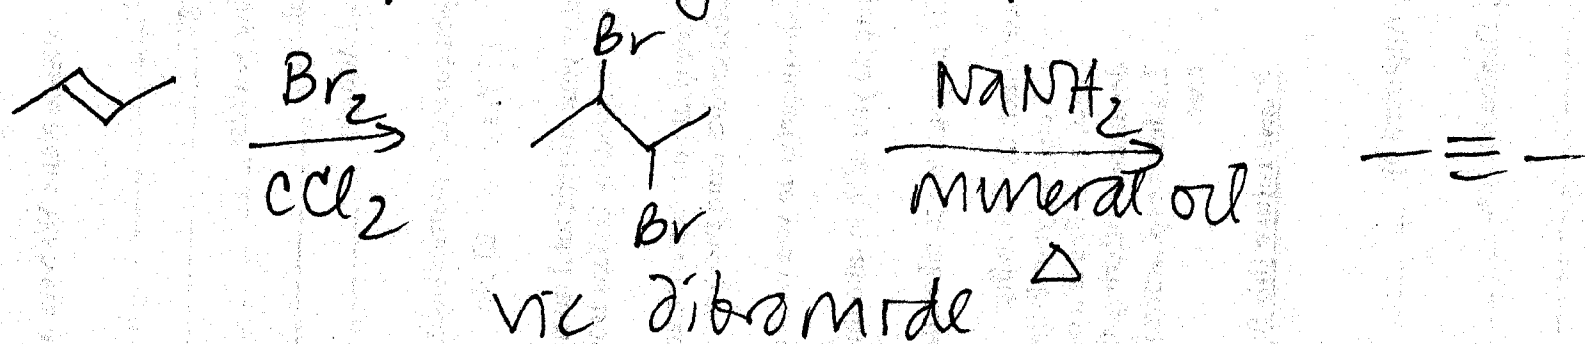 Br
Br₂
CCl₂
NaNH₂
mineral oil
△
Br
vic dibromide